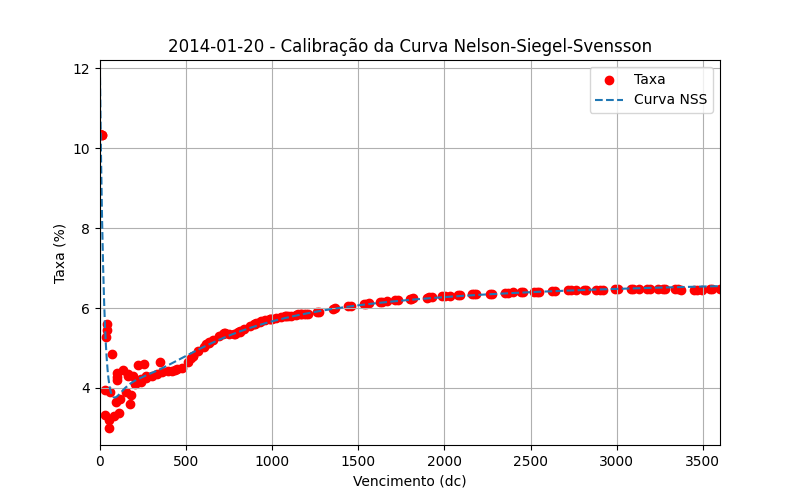 2014-01-20 - Calibração da Curva Nelson-Siegel-Svensson
Taxa
Curva NSS
12
10
8
6
4
Taxa (%)
0 500 1000 1500 2000 2500 3000 3500
Vencimento (dc)